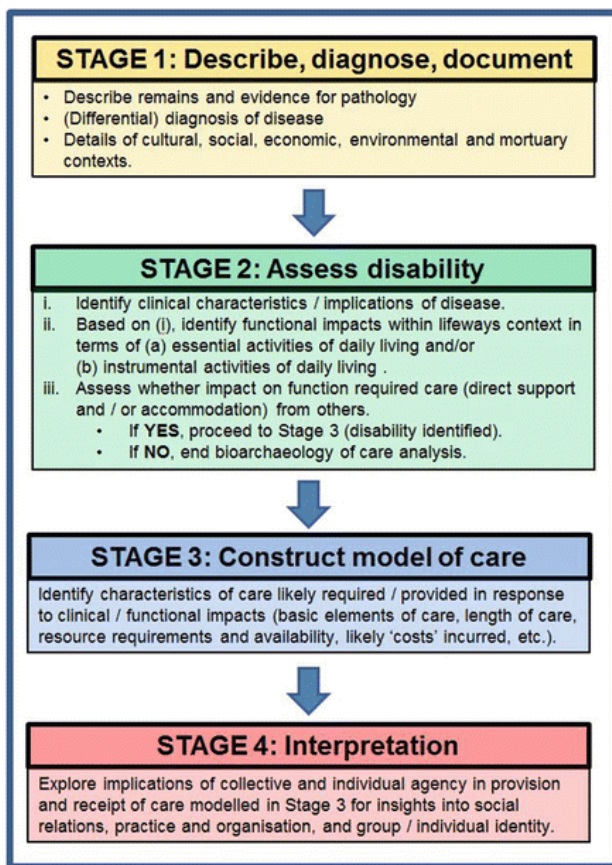 STAGE 1: Describe, diagnose, document
• Describe remains and evidence for pathology
• (Differential) diagnosis of disease
• Details of cultural, social, economic, environmental and mortuary
contexts.
STAGE 2: Assess disability
i. Identify clinical characteristics / implications of disease.
ii. Based on (i), identify functional impacts within lifeways context in
terms of (a) essential activities of daily living and/or
(b) instrumental activities of daily living .
iii. Assess whether impact on function required care (direct support
and / or accommodation) from others.
• If YES, proceed to Stage 3 (disability identified).
• If NO, end bioarchaeology of care analysis.
STAGE 3: Construct model of care
Identify characteristics of care likely required / provided in response
to clinical / functional impacts (basic elements of care, length of care,
resource requirements and availability, likely ‘costs’ incurred, etc.).
STAGE 4: Interpretation
Explore implications of collective and individual agency in provision
and receipt of care modelled in Stage 3 for insights into social
relations, practice and organisation, and group / individual identity.